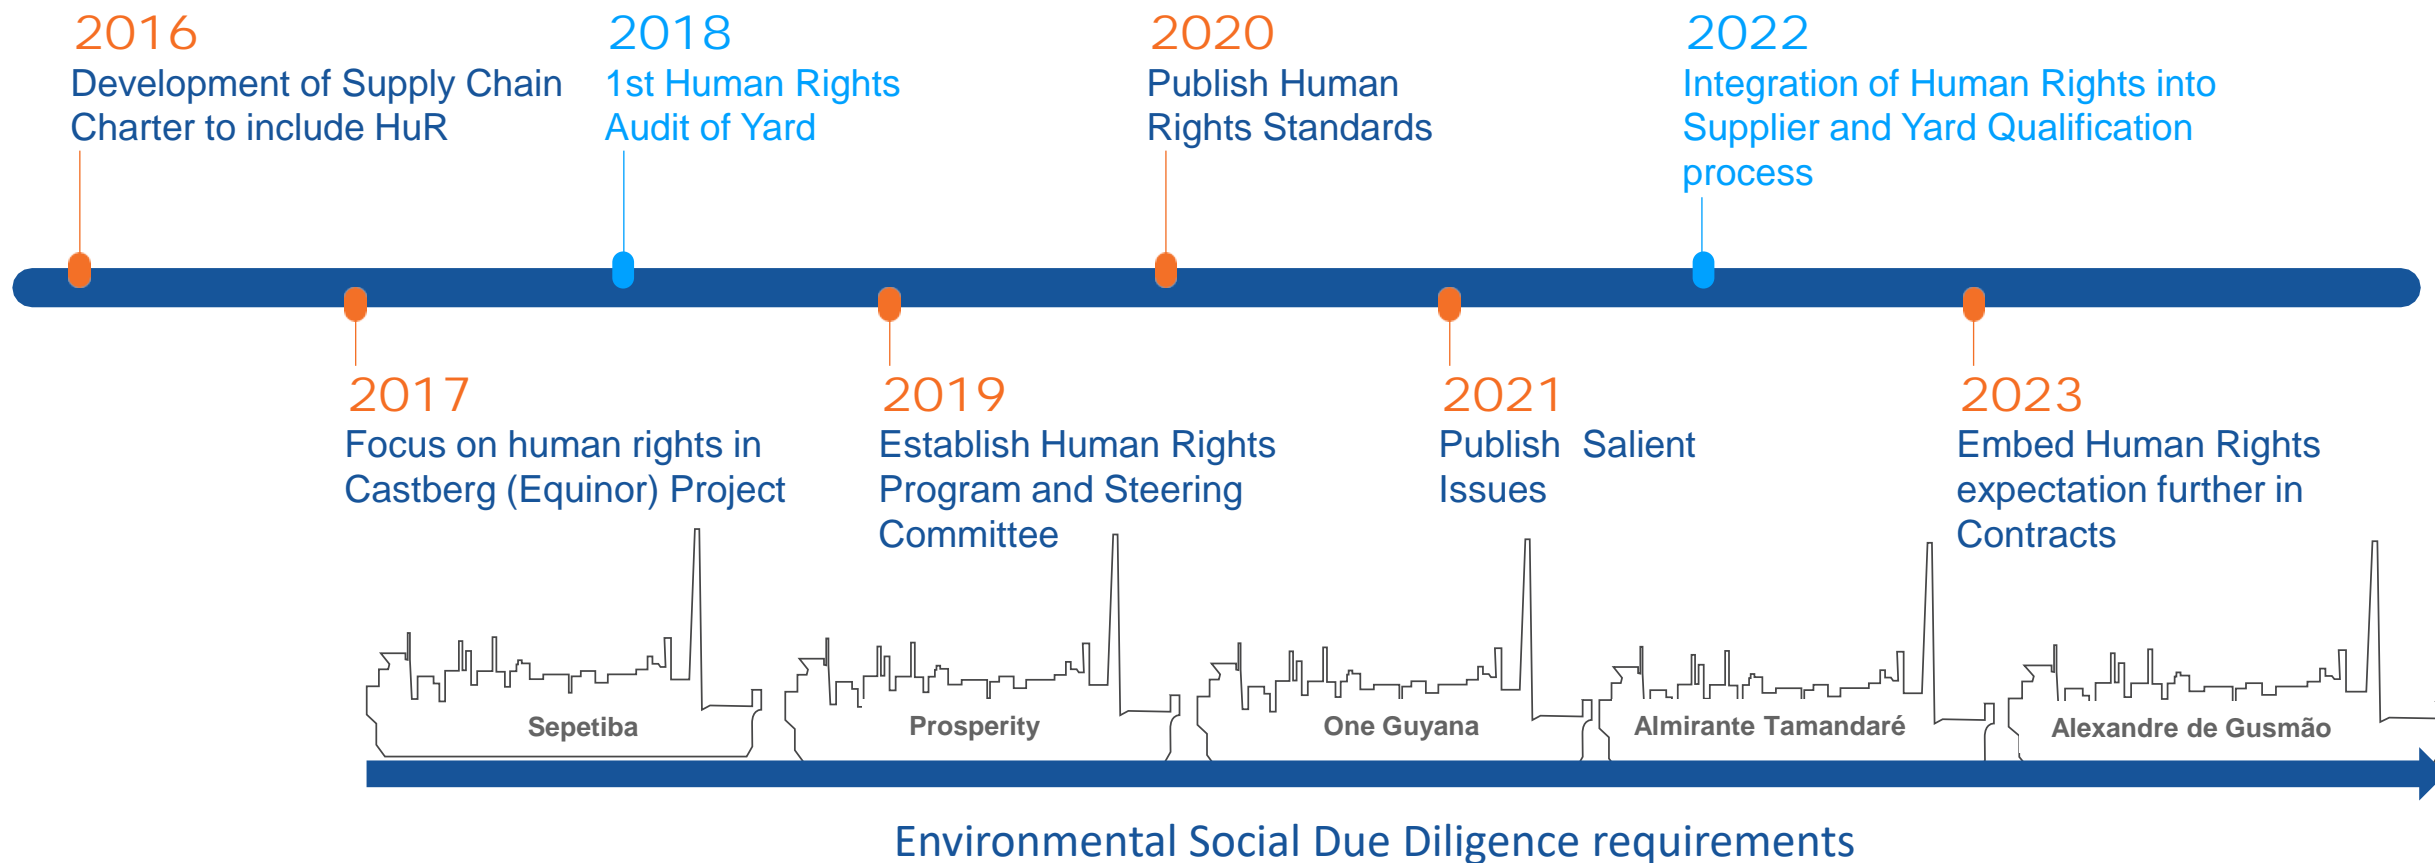 2016
Development of Supply Chain
Charter to include HuR
2018
1st Human Rights
Audit of Yard
2020
Publish Human
Rights Standards
2022
Integration of Human Rights into
Supplier and Yard Qualification
process
2017
Focus on human rights in
Castberg (Equinor) Project
2019
Establish Human Rights
Program and Steering
Committee
2021
Publish Salient
Issues
2023
Embed Human Rights
expectation further in
Contracts
Sepetiba
Prosperity
One Guyana
Almirante Tamandaré
Alexandre de Gusmão
Environmental Social Due Diligence requirements